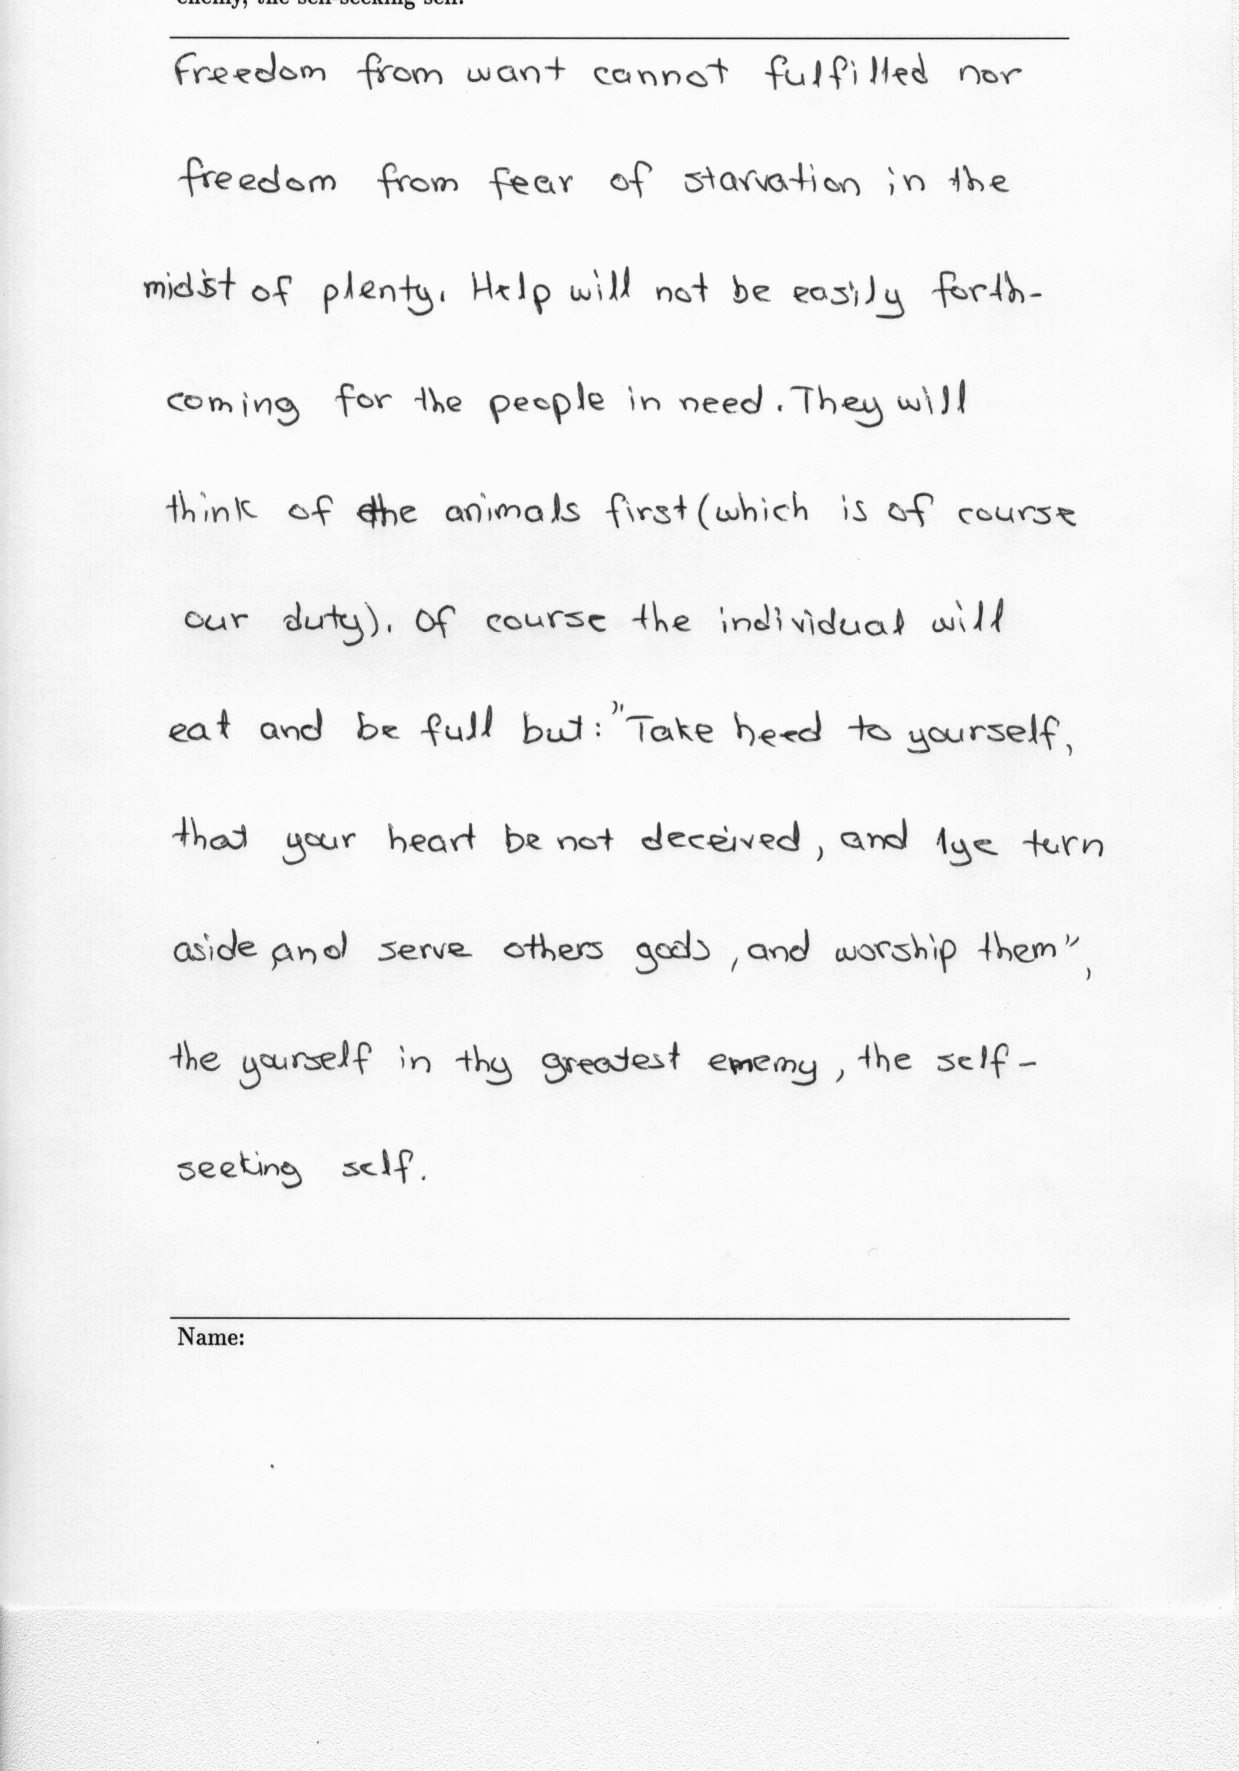 enemy, the self-seeking self.
Freedom from want cannot fulfilled nor
freedom from fear of starvation in the
midst of plenty. Help will not be easily forth-
coming for the people in need. They will
think of the animals first (which is of course
our duty). Of course the individual will
eat and be full but: "Take heed to yourself,
that your heart be not deceived, and 1ye turn
aside and serve others gods, and worship them",
the yourself in thy greatest ememy, the self-
seeking self.
Name: